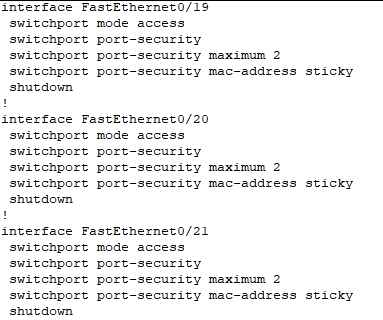 interface FastEthernet0/19
switchport mode access
switchport port-security
switchport port-security maximum 2
switchport port-security mac-address sticky
shutdown
!
interface FastEthernet0/20
switchport mode access
switchport port-security
switchport port-security maximum 2
switchport port-security mac-address sticky
shutdown
!
interface FastEthernet0/21
switchport mode access
switchport port-security
switchport port-security maximum 2
switchport port-security mac-address sticky
shutdown